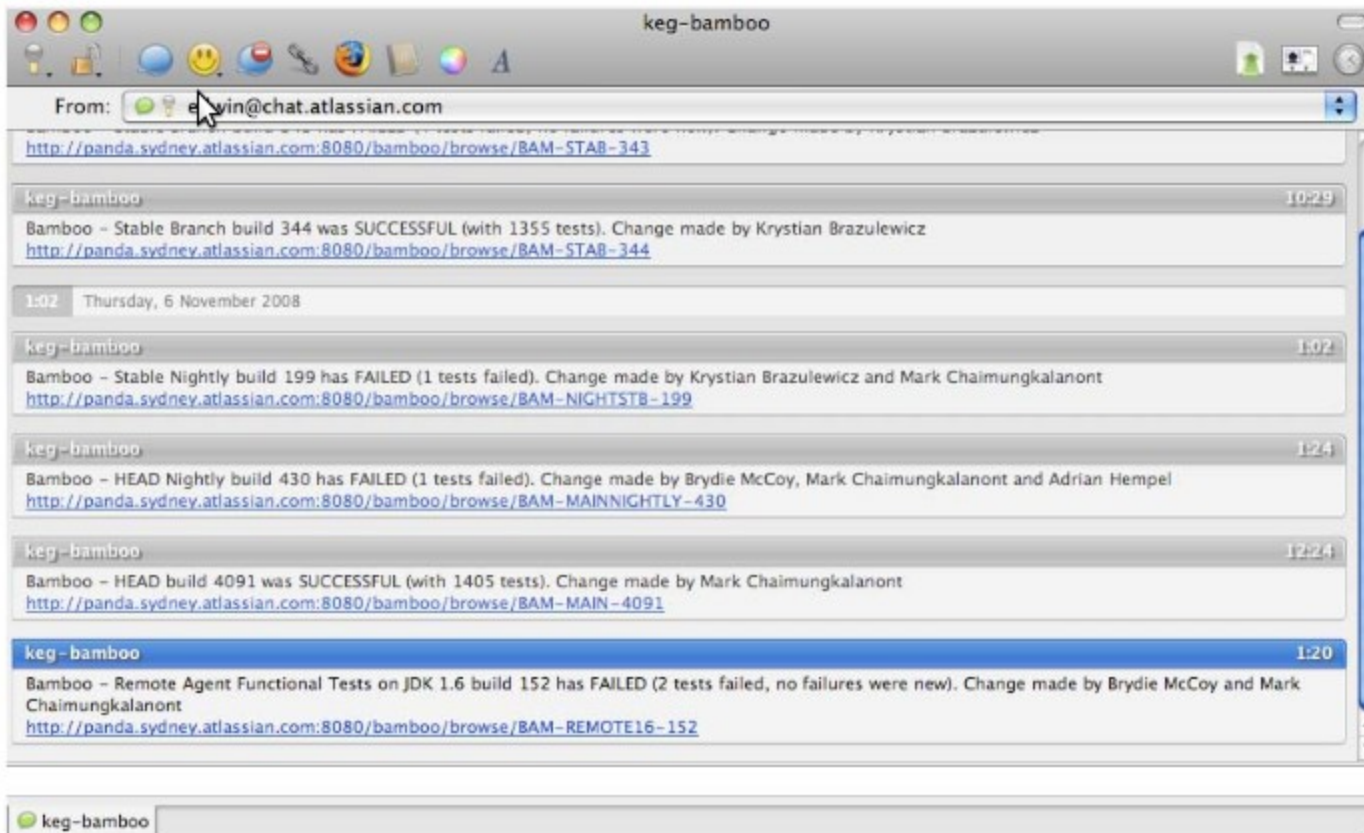 keg-bamboo
From: e win@chat.atlassian.com
http://panda.sydney.atlassian.com:8080/bamboo/browse/BAM-STAB-343
keg-bamboo 10:29
Bamboo - Stable Branch build 344 was SUCCESSFUL (with 1355 tests). Change made by Krystian Brazulewicz
http://panda.sydney.atlassian.com:8080/bamboo/browse/BAM-STAB-344
1:02 Thursday, 6 November 2008
keg-bamboo 1:02
Bamboo - Stable Nightly build 199 has FAILED (1 tests failed). Change made by Krystian Brazulewicz and Mark Chaimungkalanont
http://panda.sydney.atlassian.com:8080/bamboo/browse/BAM-NIGHTSTB-199
keg-bamboo 1:24
Bamboo - HEAD Nightly build 430 has FAILED (1 tests failed). Change made by Brydie McCoy, Mark Chaimungkalanont and Adrian Hempel
http://panda.sydney.atlassian.com:8080/bamboo/browse/BAM-MAINNIGHTLY-430
keg-bamboo 12:24
Bamboo - HEAD build 4091 was SUCCESSFUL (with 1405 tests). Change made by Mark Chaimungkalanont
http://panda.sydney.atlassian.com:8080/bamboo/browse/BAM-MAIN-4091
keg-bamboo 1:20
Bamboo - Remote Agent Functional Tests on JDK 1.6 build 152 has FAILED (2 tests failed, no failures were new). Change made by Brydie McCoy and Mark
Chaimungkalanont
http://panda.sydney.atlassian.com:8080/bamboo/browse/BAM-REMOTE16-152
keg-bamboo